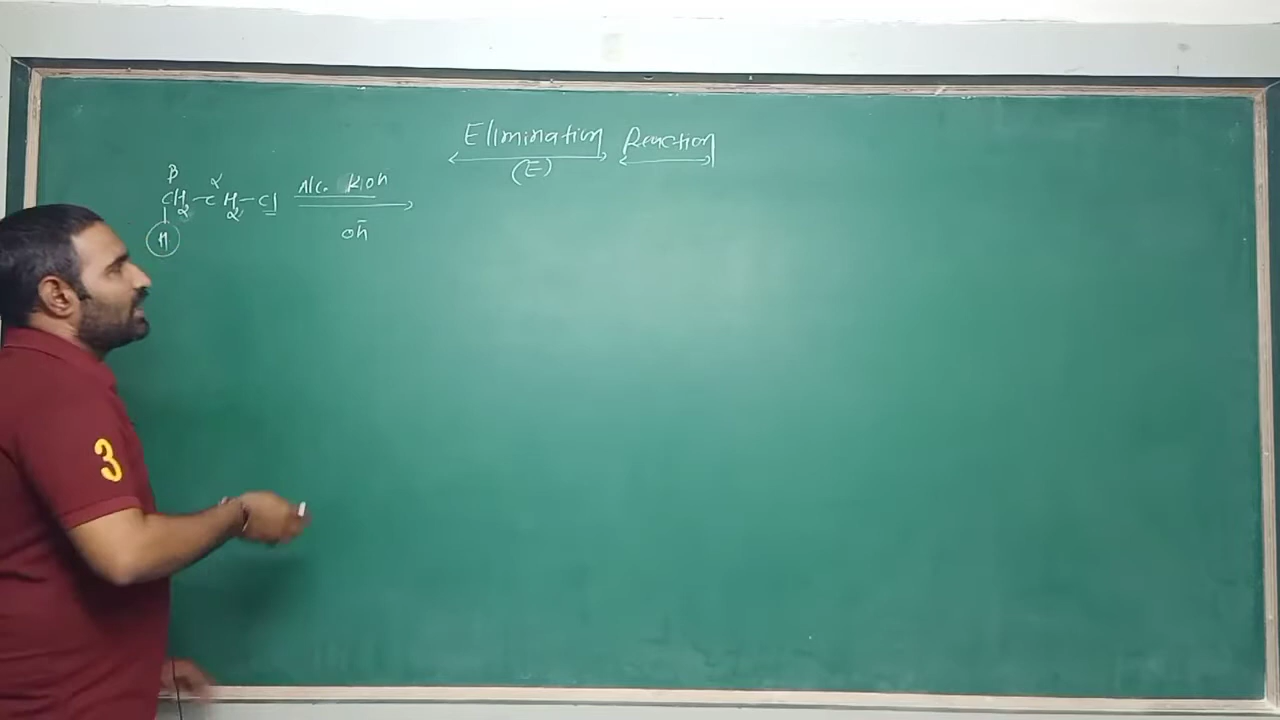 Elimination Reaction
(E)
β α
CH₂-CH₂-Cl Alc. KOH
H OH⁻
3